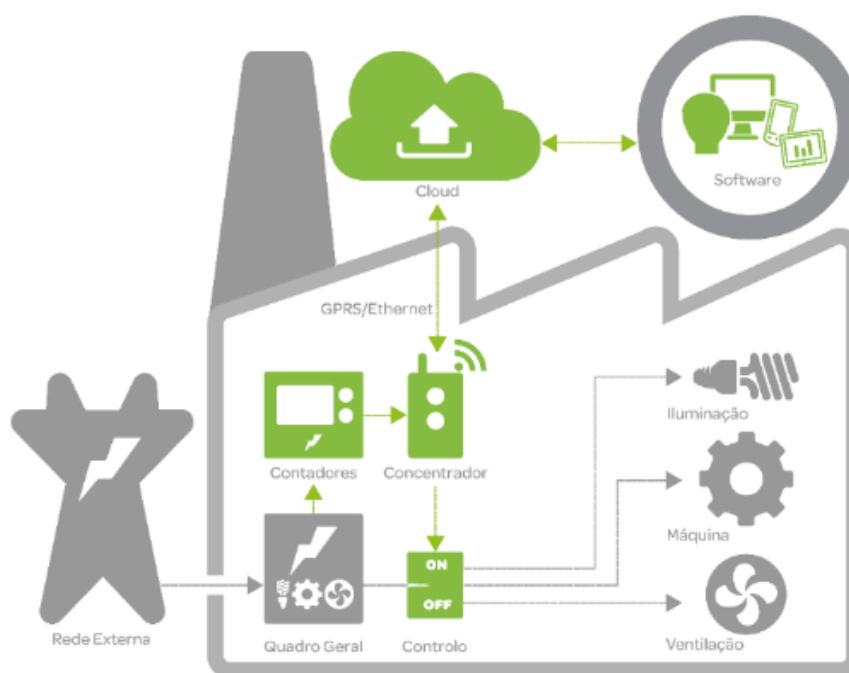 Cloud
Software
GPRS/Ethernet
Iluminação
Contadores
Concentrador
Máquina
ON
OFF
Rede Externa
Quadro Geral
Controlo
Ventilação